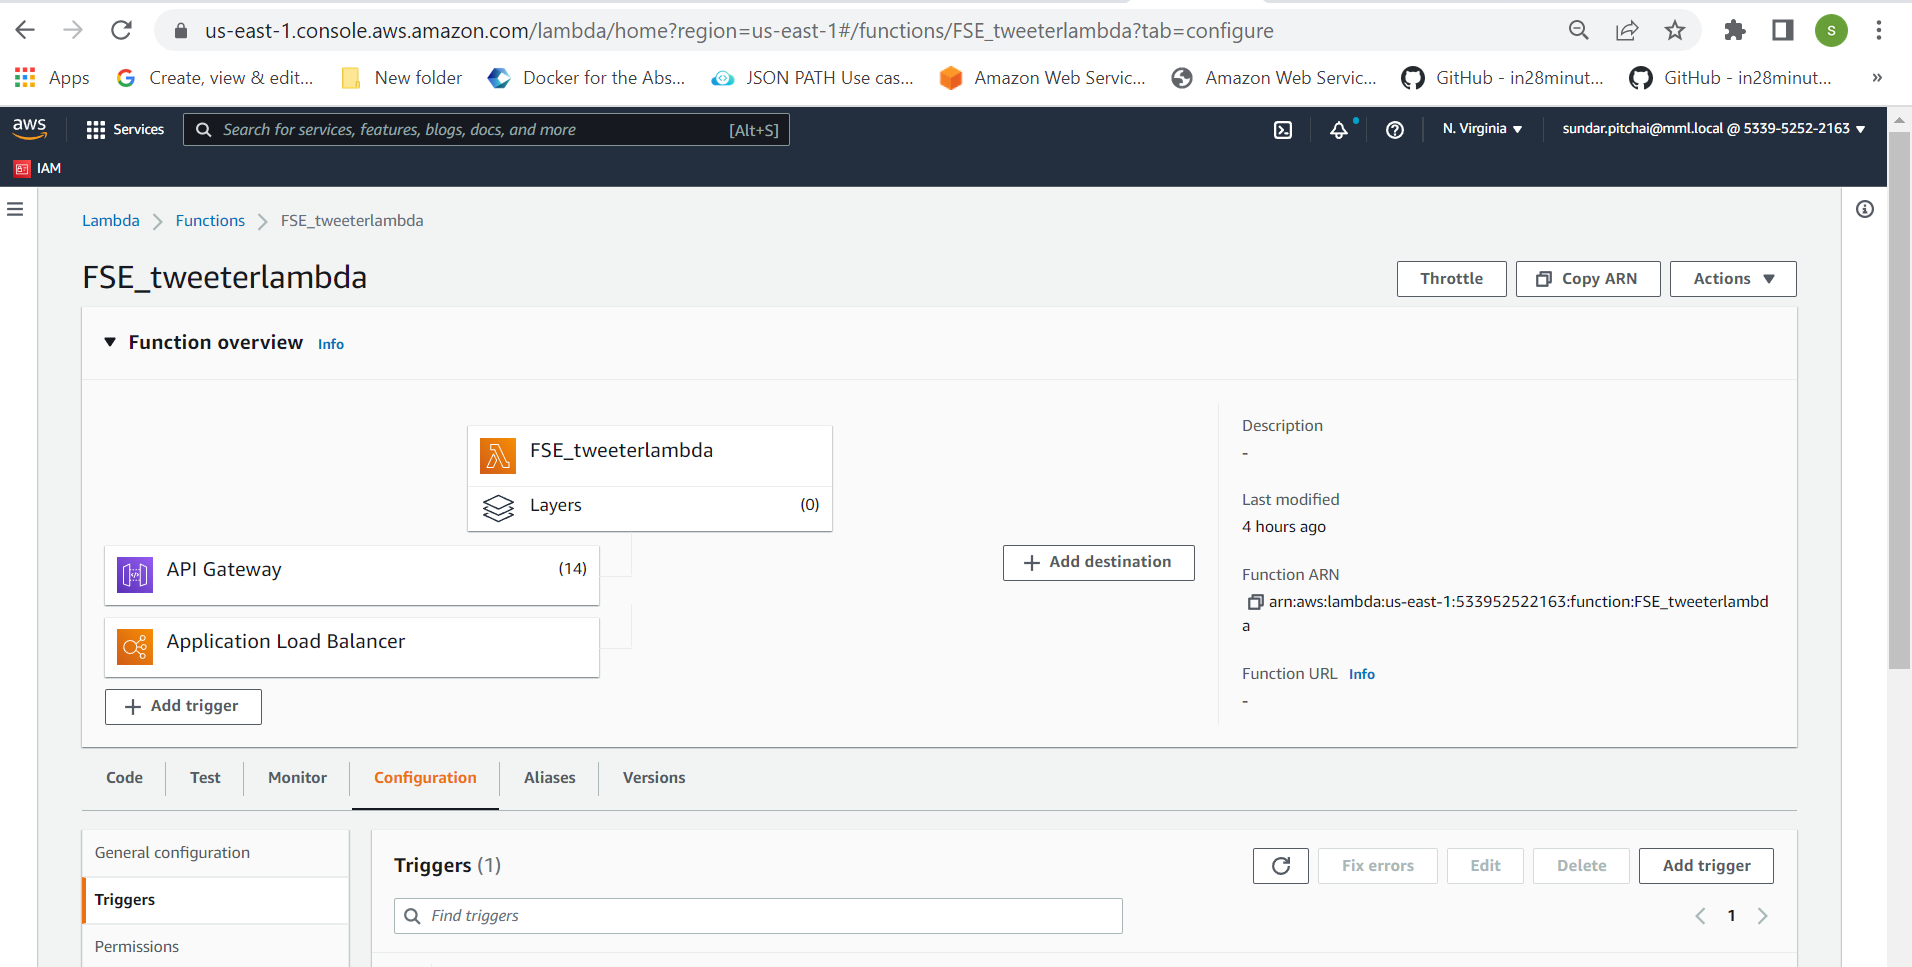 us-east-1.console.aws.amazon.com/lambda/home?region=us-east-1#/functions/FSE_tweeterlambda?tab=configure
S
Apps Create, view & edit... New folder Docker for the Abs... JSON PATH Use cas... Amazon Web Servic... Amazon Web Servic... GitHub - in28minut... GitHub - in28minut... »
aws Services Search for services, features, blogs, docs, and more [Alt+S] N. Virginia sundar.pitchai@mml.local @ 5339-5252-2163
IAM
Lambda Functions FSE_tweeterlambda
FSE_tweeterlambda
Throttle Copy ARN Actions
Function overview Info
FSE_tweeterlambda
Layers (0)
API Gateway (14)
Application Load Balancer
+ Add trigger
+ Add destination
Description
-
Last modified
4 hours ago
Function ARN
arn:aws:lambda:us-east-1:533952522163:function:FSE_tweeterlambd
a
Function URL Info
-
Code Test Monitor Configuration Aliases Versions
General configuration
Triggers
Permissions
Triggers (1)
Fix errors Edit Delete Add trigger
Find triggers
1